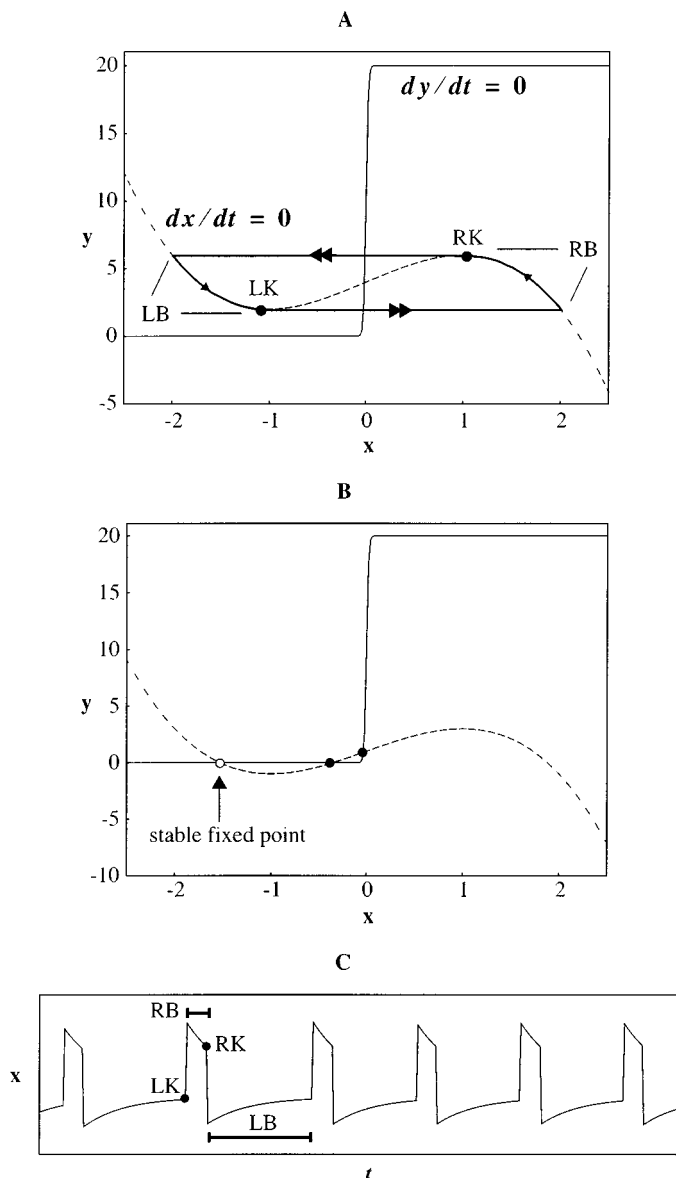 A
20
dy/dt = 0
15
10
dx/dt = 0
y
RK
RB
5
LK
LB
0
-5
-2 -1 0 1 2
x
B
20
15
10
y
5
0
-5
stable fixed point
-10
-2 -1 0 1 2
x
C
RB
RK
x
LK
LB
t